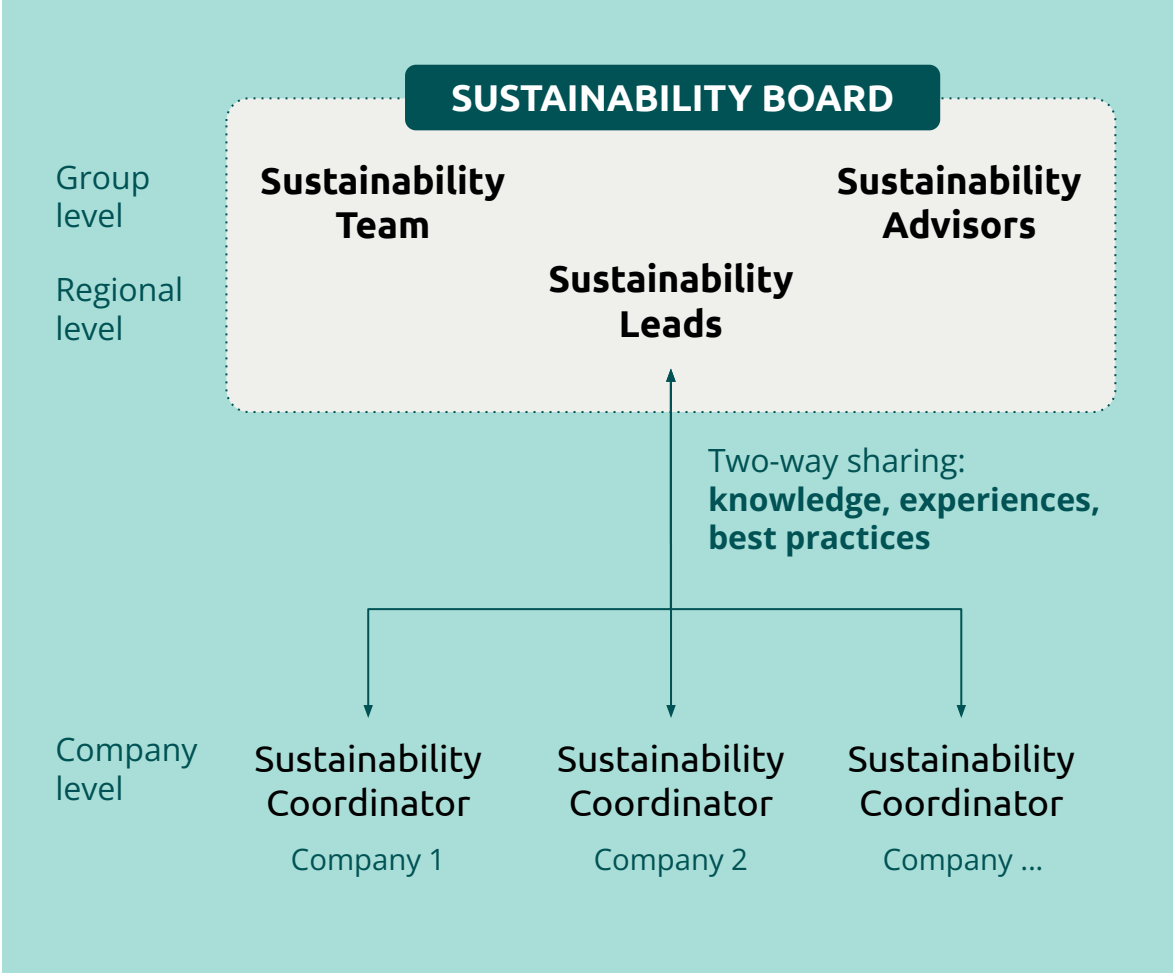 SUSTAINABILITY BOARD
Group
level
Sustainability
Team
Sustainability
Advisors
Regional
level
Sustainability
Leads
Two-way sharing:
knowledge, experiences,
best practices
Company
level
Sustainability
Coordinator
Company 1
Sustainability
Coordinator
Company 2
Sustainability
Coordinator
Company ...